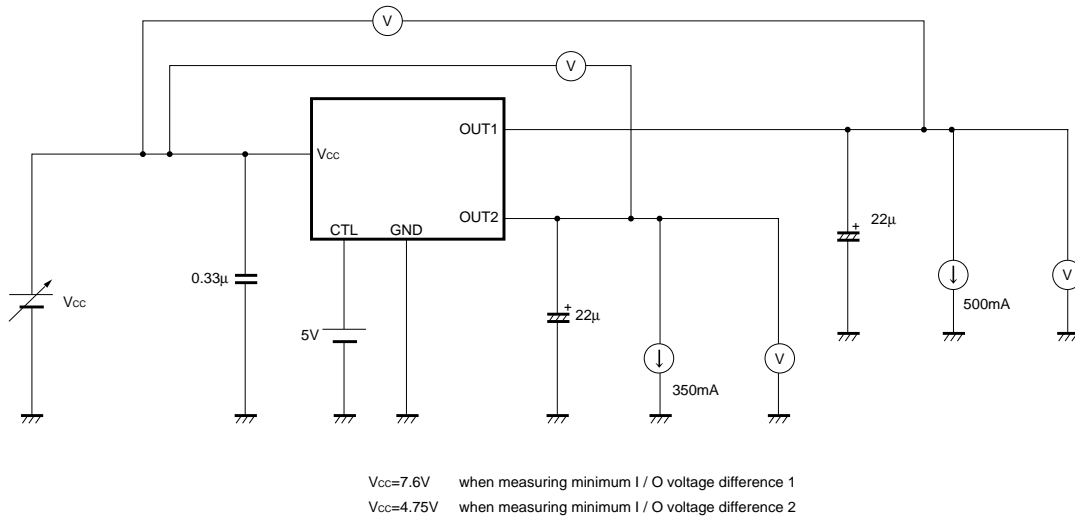 V
V
OUT1
Vcc
OUT2
CTL GND
22μ
+
0.33μ
Vcc
5V
22μ
+
500mA
V
350mA
V
Vcc=7.6V when measuring minimum I / O voltage difference 1
Vcc=4.75V when measuring minimum I / O voltage difference 2